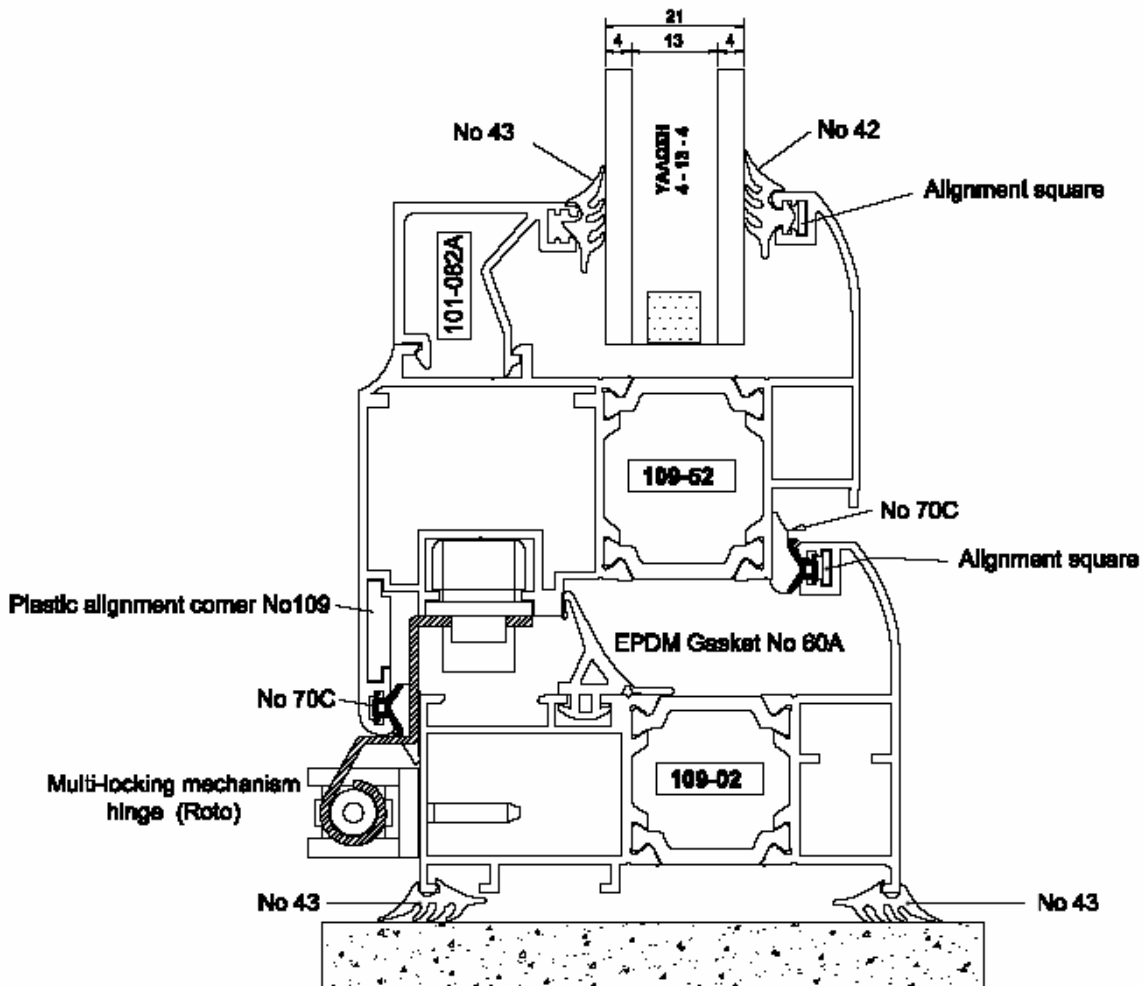 21
4 13 4
No 43
No 42
ΥΑΛΩΣΗ
4 - 13 - 4
Alignment square
101-082A
109-52
No 70C
Alignment square
Plastic alignment corner No109
EPDM Gasket No 60A
No 70C
Multi-locking mechanism
hinge (Roto)
109-02
No 43
No 43